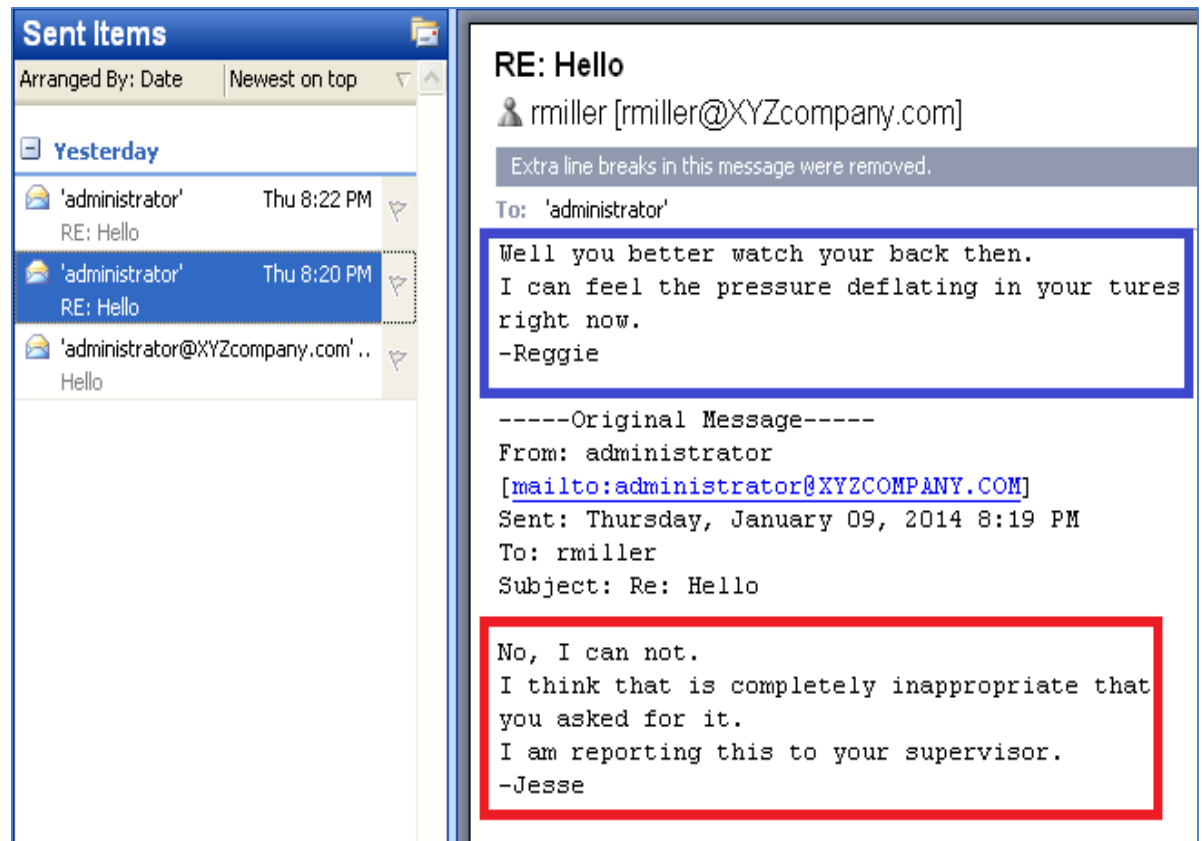 Sent Items
Arranged By: Date Newest on top
Yesterday
'administrator' Thu 8:22 PM
RE: Hello
'administrator' Thu 8:20 PM
RE: Hello
'administrator@XYZcompany.com' ..
Hello
RE: Hello
rmiller [rmiller@XYZcompany.com]
Extra line breaks in this message were removed.
To: 'administrator'
Well you better watch your back then.
I can feel the pressure deflating in your tures
right now.
-Reggie
-----Original Message-----
From: administrator
[mailto:administrator@XYZCOMPANY.COM]
Sent: Thursday, January 09, 2014 8:19 PM
To: rmiller
Subject: Re: Hello
No, I can not.
I think that is completely inappropriate that
you asked for it.
I am reporting this to your supervisor.
-Jesse